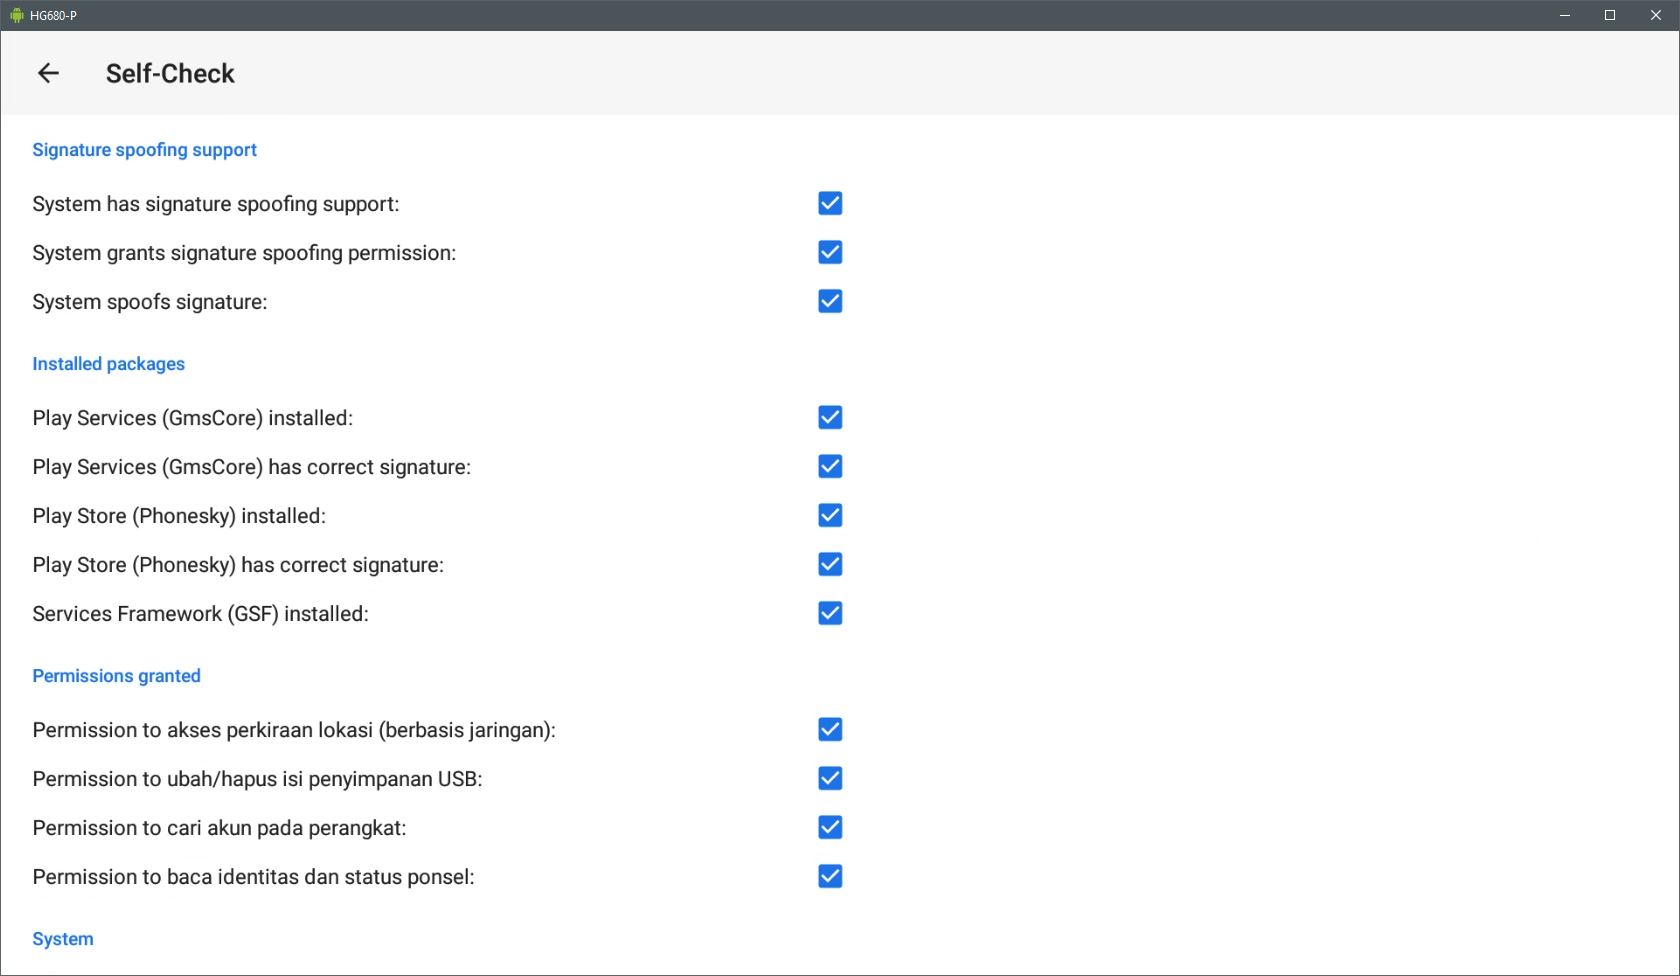 HG680-P
Self-Check
Signature spoofing support
System has signature spoofing support:
System grants signature spoofing permission:
System spoofs signature:
Installed packages
Play Services (GmsCore) installed:
Play Services (GmsCore) has correct signature:
Play Store (Phonesky) installed:
Play Store (Phonesky) has correct signature:
Services Framework (GSF) installed:
Permissions granted
Permission to akses perkiraan lokasi (berbasis jaringan):
Permission to ubah/hapus isi penyimpanan USB:
Permission to cari akun pada perangkat:
Permission to baca identitas dan status ponsel:
System